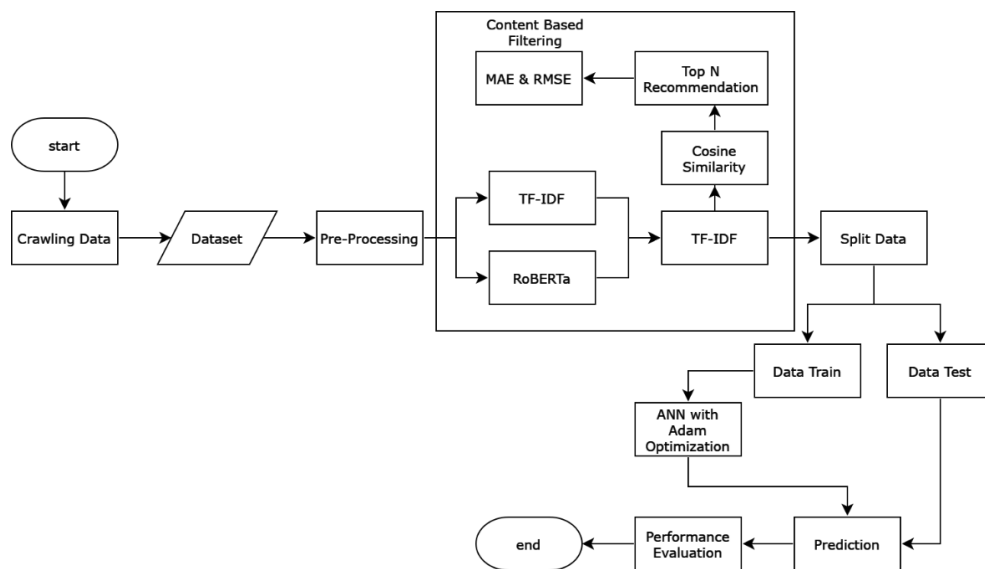 Content Based
Filtering
MAE & RMSE
Top N
Recommendation
start
Cosine
Similarity
TF-IDF
Crawling Data
Dataset
Pre-Processing
TF-IDF
Split Data
RoBERTa
Data Train
Data Test
ANN with
Adam
Optimization
end
Performance
Evaluation
Prediction